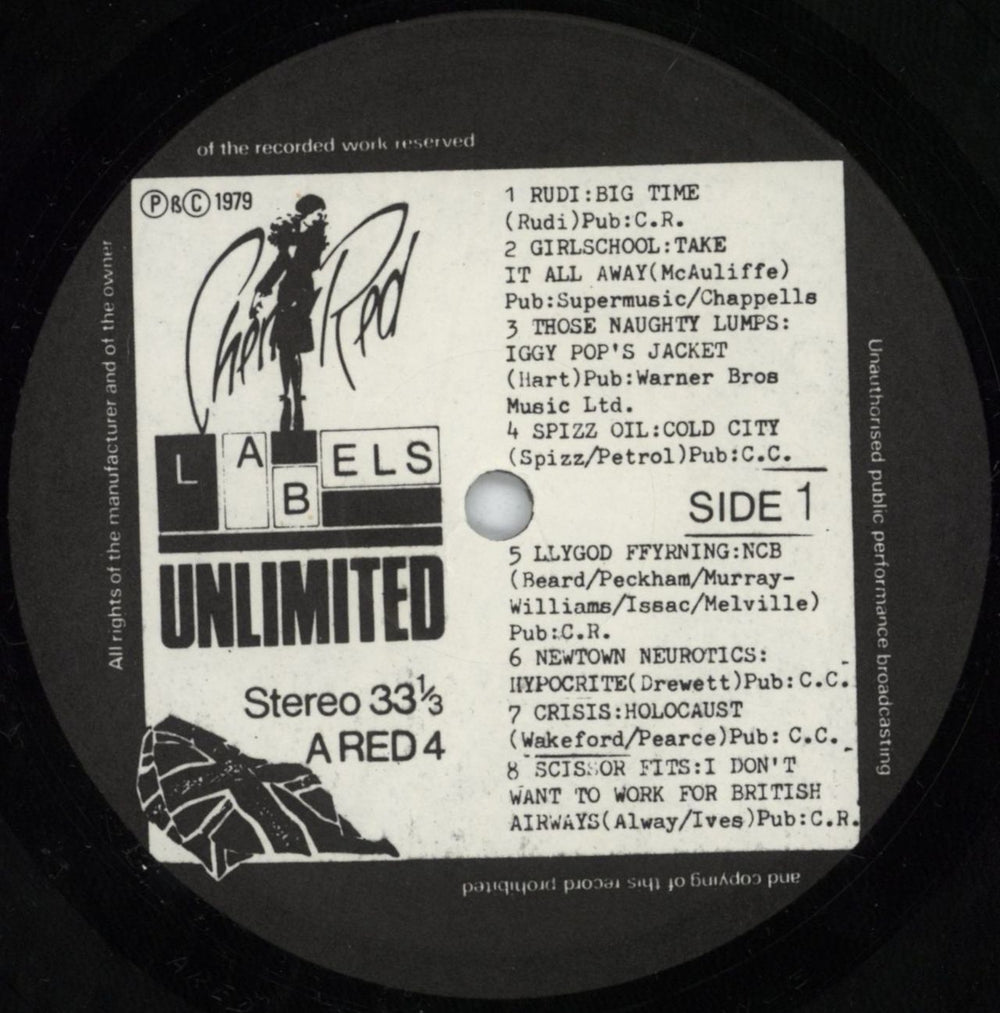 of the recorded work reserved
All rights of the manufacturer and of the owner
Ⓟ&Ⓒ 1979
Cherry Red
LABELS
UNLIMITED
Stereo 33⅓
A RED 4
1 RUDI:BIG TIME
(Rudi)Pub:C.R.
2 GIRLSCHOOL:TAKE
IT ALL AWAY(McAuliffe)
Pub:Supermusic/Chappells
3 THOSE NAUGHTY LUMPS:
IGGY POP'S JACKET
(Hart)Pub:Warner Bros
Music Ltd.
4 SPIZZ OIL:COLD CITY
(Spizz/Petrol)Pub:C.C.
SIDE 1
5 LLYGOD FFYRNING:NCB
(Beard/Peckham/Murray-
Williams/Issac/Melville)
Pub:C.R.
6 NEWTOWN NEUROTICS:
HYPOCRITE(Drewett)Pub:C.C.
7 CRISIS:HOLOCAUST
(Wakeford/Pearce)Pub: C.C.
8 SCISSOR FITS:I DON'T
WANT TO WORK FOR BRITISH
AIRWAYS(Alway/Ives)Pub:C.R.
Unauthorised public performance broadcasting
and copying of this record prohibited